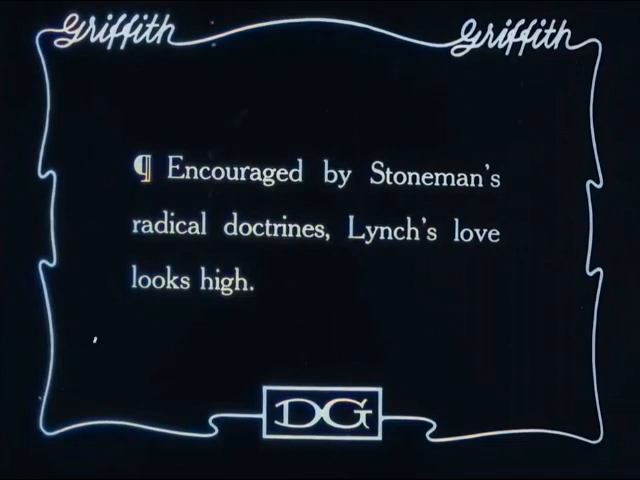 Griffith Griffith
¶ Encouraged by Stoneman's
radical doctrines, Lynch's love
looks high.
DG